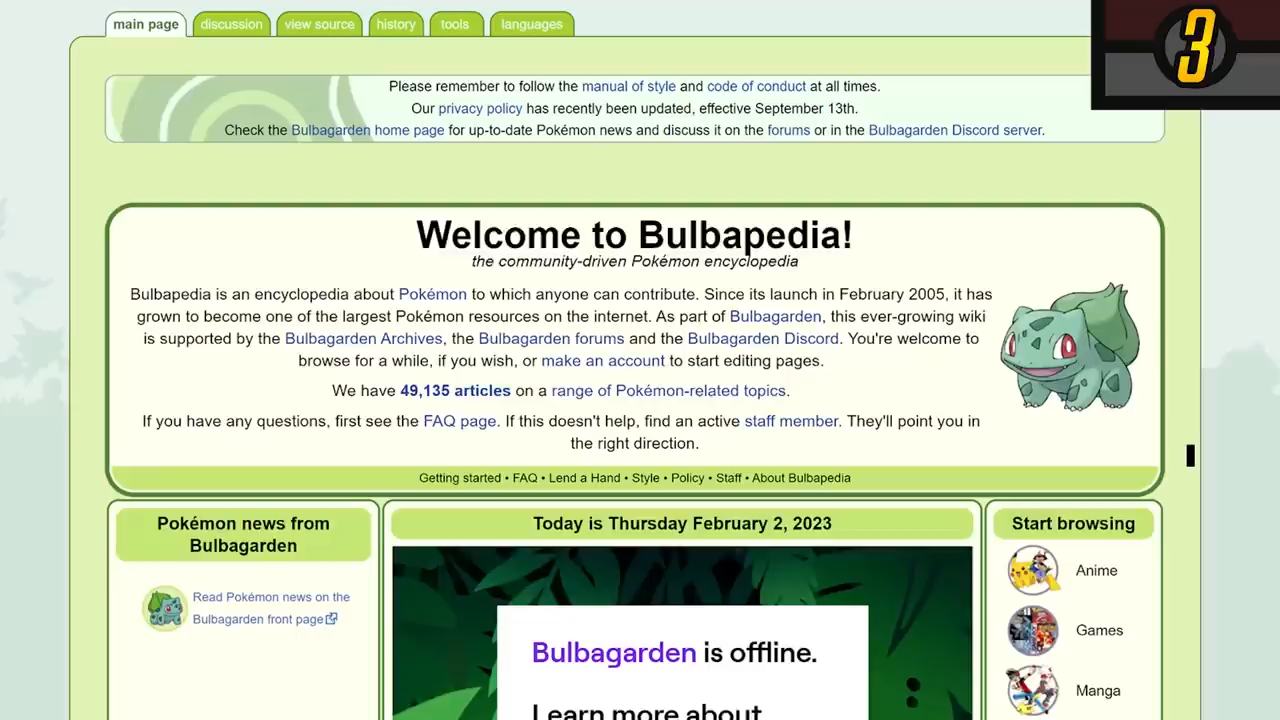 main page
discussion
view source
history
tools
languages
3
Please remember to follow the manual of style and code of conduct at all times.
Our privacy policy has recently been updated, effective September 13th.
Check the Bulbagarden home page for up-to-date Pokémon news and discuss it on the forums or in the Bulbagarden Discord server.
Welcome to Bulbapedia!
the community-driven Pokémon encyclopedia
Bulbapedia is an encyclopedia about Pokémon to which anyone can contribute. Since its launch in February 2005, it has
grown to become one of the largest Pokémon resources on the internet. As part of Bulbagarden, this ever-growing wiki
is supported by the Bulbagarden Archives, the Bulbagarden forums and the Bulbagarden Discord. You're welcome to
browse for a while, if you wish, or make an account to start editing pages.
We have 49,135 articles on a range of Pokémon-related topics.
If you have any questions, first see the FAQ page. If this doesn't help, find an active staff member. They'll point you in
the right direction.
Getting started • FAQ • Lend a Hand • Style • Policy • Staff • About Bulbapedia
Pokémon news from
Bulbagarden
Read Pokémon news on the
Bulbagarden front page
Today is Thursday February 2, 2023
Bulbagarden is offline.
Learn more about
Start browsing
Anime
Games
Manga